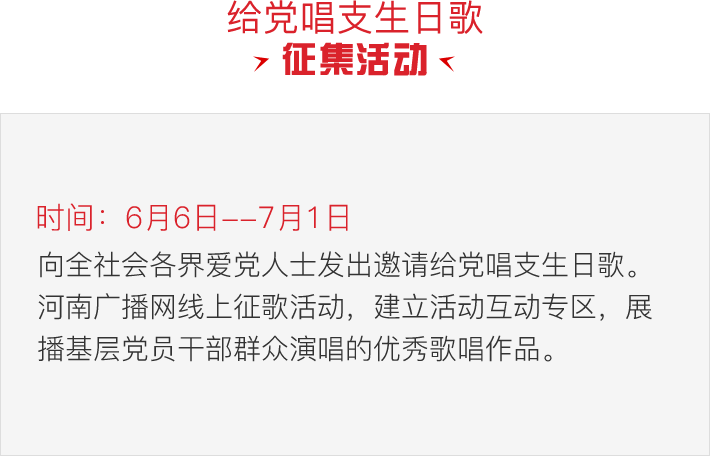 给党唱支生日歌
征集活动
时间：6月6日--7月1日
向全社会各界爱党人士发出邀请给党唱支生日歌。
河南广播网线上征歌活动，建立活动互动专区，展
播基层党员干部群众演唱的优秀歌唱作品。